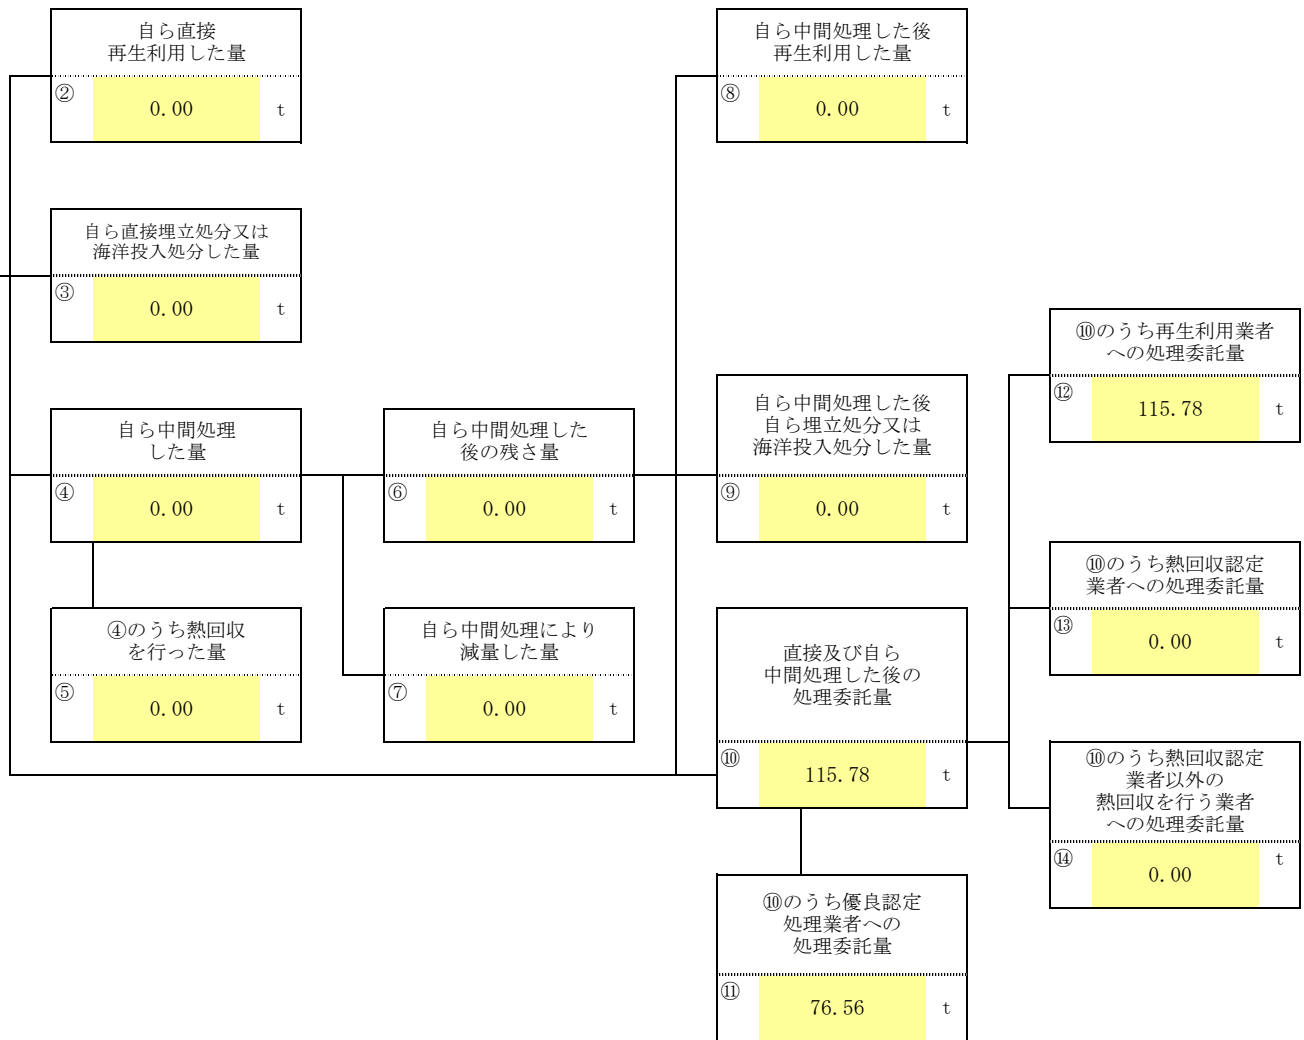 自ら直接
再生利用した量
②
0.00
t
自ら中間処理した後
再生利用した量
⑧
0.00
t
自ら直接埋立処分又は
海洋投入処分した量
③
0.00
t
⑩のうち再生利用業者
への処理委託量
⑫
115.78
t
自ら中間処理
した量
④
0.00
t
自ら中間処理した
後の残さ量
⑥
0.00
t
自ら中間処理した後
自ら埋立処分又は
海洋投入処分した量
⑨
0.00
t
⑩のうち熱回収認定
業者への処理委託量
⑬
0.00
t
④のうち熱回収
を行った量
⑤
0.00
t
自ら中間処理により
減量した量
⑦
0.00
t
直接及び自ら
中間処理した後の
処理委託量
⑩
115.78
t
⑩のうち熱回収認定
業者以外の
熱回収を行う業者
への処理委託量
⑭
0.00
t
⑩のうち優良認定
処理業者への
処理委託量
⑪
76.56
t